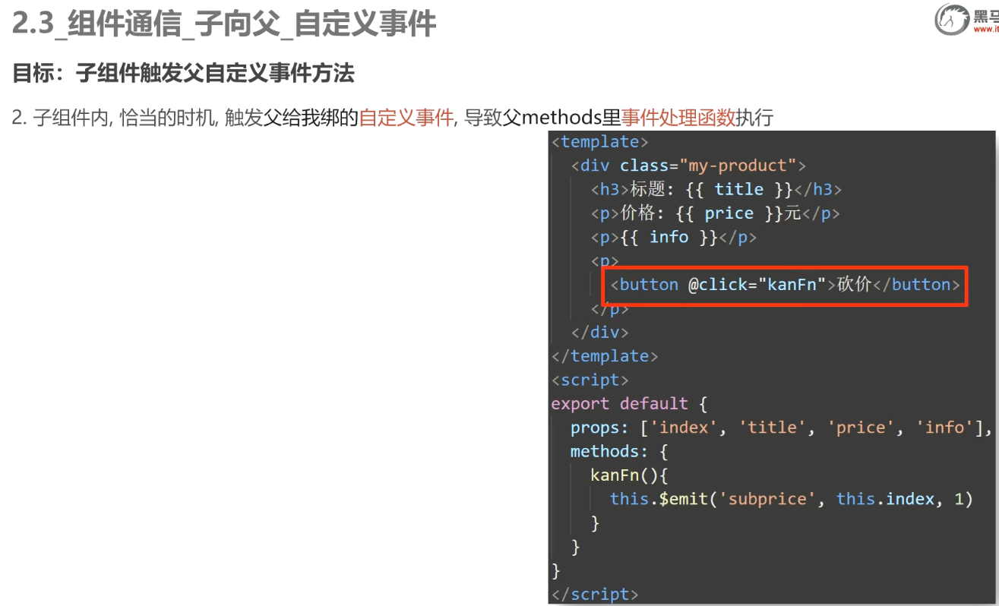 2.3_组件通信_子向父_自定义事件
黑马
www.it
目标：子组件触发父自定义事件方法
2. 子组件内, 恰当的时机, 触发父给我绑的自定义事件, 导致父methods里事件处理函数执行
<template>
<div class="my-product">
<h3>标题: {{ title }}</h3>
<p>价格: {{ price }}元</p>
<p>{{ info }}</p>
<p>
<button @click="kanFn">砍价</button>
</p>
</div>
</template>
<script>
export default {
props: ['index', 'title', 'price', 'info'],
methods: {
kanFn(){
this.$emit('subprice', this.index, 1)
}
}
}
</script>